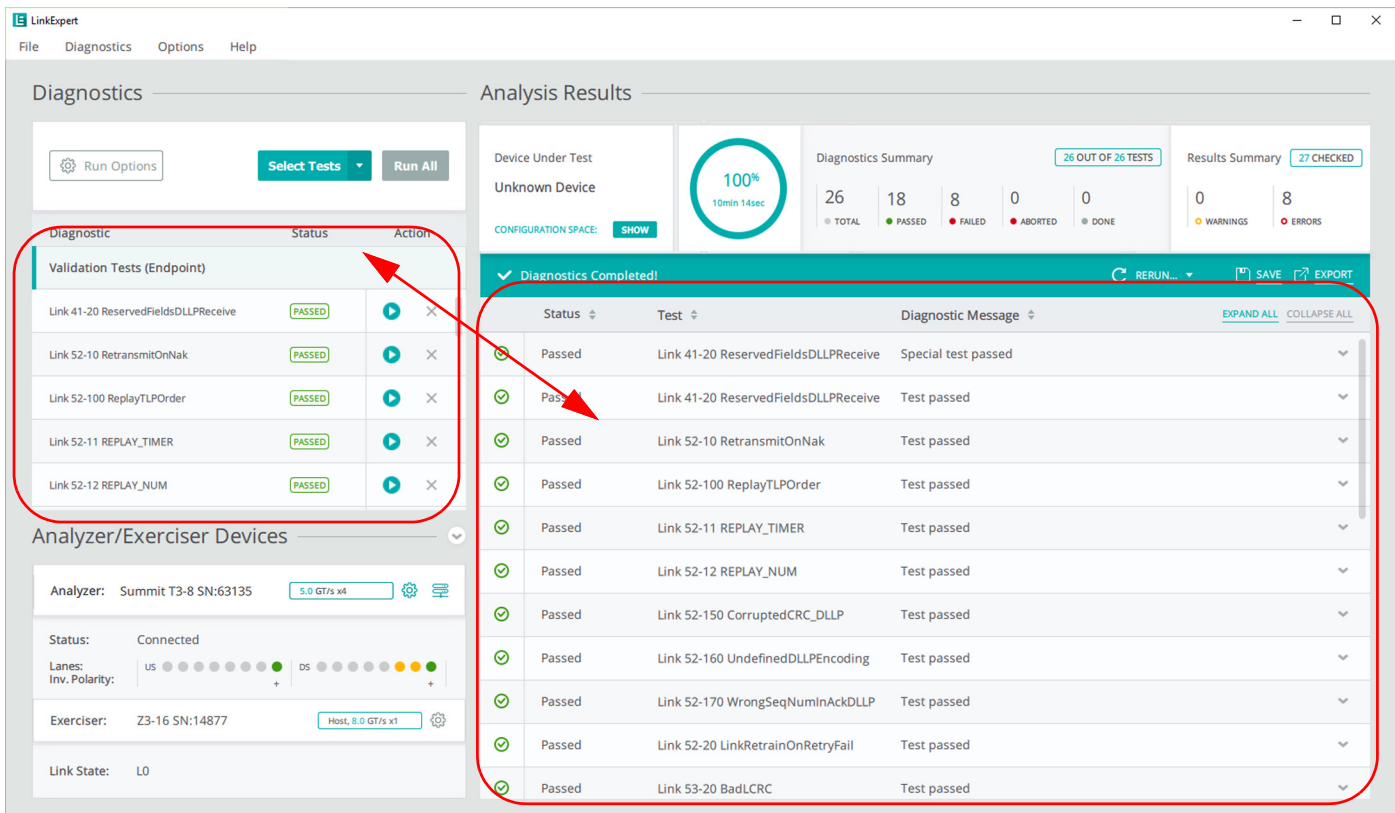 LinkExpert
File Diagnostics Options Help
Diagnostics
Run Options Select Tests Run All
Diagnostic Status Action
Validation Tests (Endpoint)
Link 41-20 ReservedFieldsDLLPReceive PASSED
Link 52-10 RetransmitOnNak PASSED
Link 52-100 ReplayTLPOrder PASSED
Link 52-11 REPLAY_TIMER PASSED
Link 52-12 REPLAY_NUM PASSED
Analyzer/Exerciser Devices
Analyzer: Summit T3-8 SN:63135 5.0 GT/s x4
Status: Connected
Lanes: US DS
Inv. Polarity: + +
Exerciser: Z3-16 SN:14877 Host, 8.0 GT/s x1
Link State: L0
Analysis Results
Device Under Test
Unknown Device
CONFIGURATION SPACE: SHOW
100%
10min 14sec
Diagnostics Summary 26 OUT OF 26 TESTS
26 18 8 0 0
TOTAL PASSED FAILED ABORTED DONE
Results Summary 27 CHECKED
0 8
WARNINGS ERRORS
Diagnostics Completed! RERUN... SAVE EXPORT
Status Test Diagnostic Message EXPAND ALL COLLAPSE ALL
Passed Link 41-20 ReservedFieldsDLLPReceive Special test passed
Passed Link 41-20 ReservedFieldsDLLPReceive Test passed
Passed Link 52-10 RetransmitOnNak Test passed
Passed Link 52-100 ReplayTLPOrder Test passed
Passed Link 52-11 REPLAY_TIMER Test passed
Passed Link 52-12 REPLAY_NUM Test passed
Passed Link 52-150 CorruptedCRC_DLLP Test passed
Passed Link 52-160 UndefinedDLLPEncoding Test passed
Passed Link 52-170 WrongSeqNumInAckDLLP Test passed
Passed Link 52-20 LinkRetrainOnRetryFail Test passed
Passed Link 53-20 BadLCRC Test passed